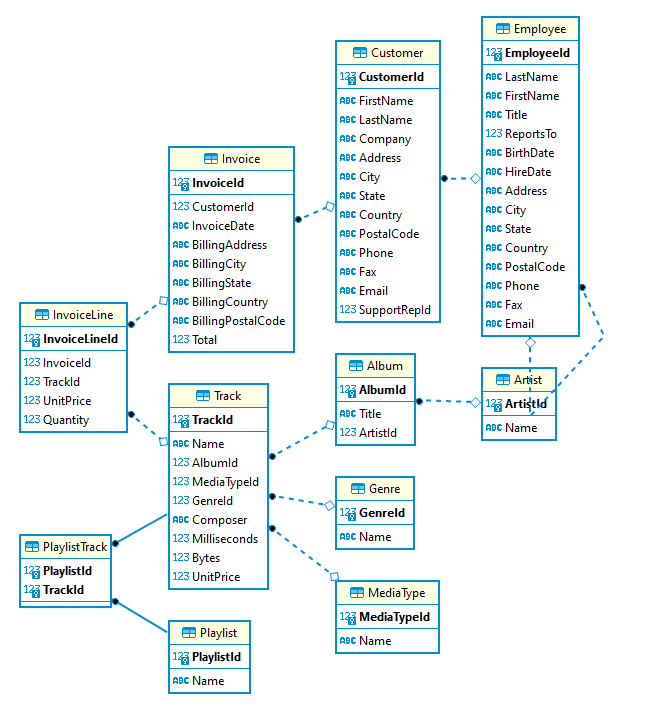 Employee
123 EmployeeId
ABC LastName
ABC FirstName
ABC Title
123 ReportsTo
ABC BirthDate
ABC HireDate
ABC Address
ABC City
ABC State
ABC Country
ABC PostalCode
ABC Phone
ABC Fax
ABC Email
Customer
123 CustomerId
ABC FirstName
ABC LastName
ABC Company
ABC Address
ABC City
ABC State
ABC Country
ABC PostalCode
ABC Phone
ABC Fax
ABC Email
123 SupportRepId
Invoice
123 InvoiceId
123 CustomerId
ABC InvoiceDate
ABC BillingAddress
ABC BillingCity
ABC BillingState
ABC BillingCountry
ABC BillingPostalCode
123 Total
InvoiceLine
123 InvoiceLineId
123 InvoiceId
123 TrackId
123 UnitPrice
123 Quantity
Track
123 TrackId
ABC Name
123 AlbumId
123 MediaTypeId
123 GenreId
ABC Composer
123 Milliseconds
123 Bytes
123 UnitPrice
Album
123 AlbumId
ABC Title
123 ArtistId
Artist
123 ArtistId
ABC Name
Genre
123 GenreId
ABC Name
MediaType
123 MediaTypeId
ABC Name
PlaylistTrack
123 PlaylistId
123 TrackId
Playlist
123 PlaylistId
ABC Name